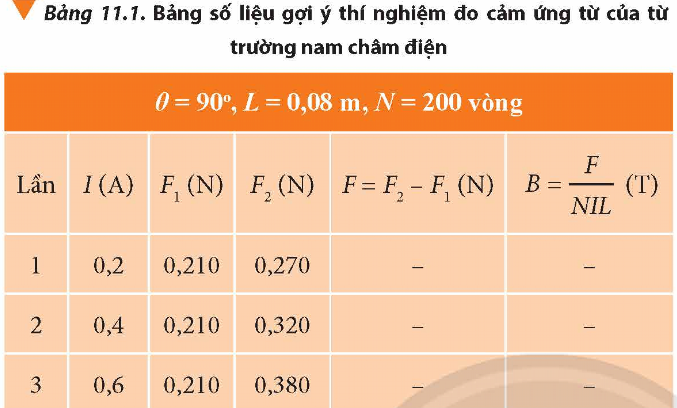 ▼ Bảng 11.1. Bảng số liệu gợi ý thí nghiệm đo cảm ứng từ của từ
trường nam châm điện
θ = 90°, L = 0,08 m, N = 200 vòng
Lần I (A) F₁ (N) F₂ (N) F = F₂ – F₁ (N) B = F/NIL (T)
1 0,2 0,210 0,270 – –
2 0,4 0,210 0,320 – –
3 0,6 0,210 0,380 – –